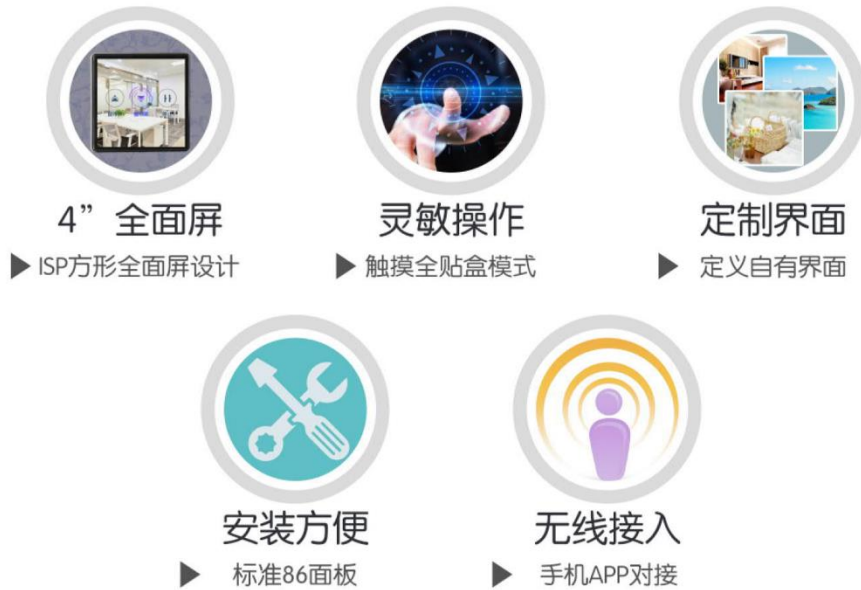 4”全面屏
灵敏操作
定制界面
▶ISP方形全面屏设计
▶触摸全贴盒模式
▶定义自有界面
安装方便
无线接入
▶标准86面板
▶手机APP对接